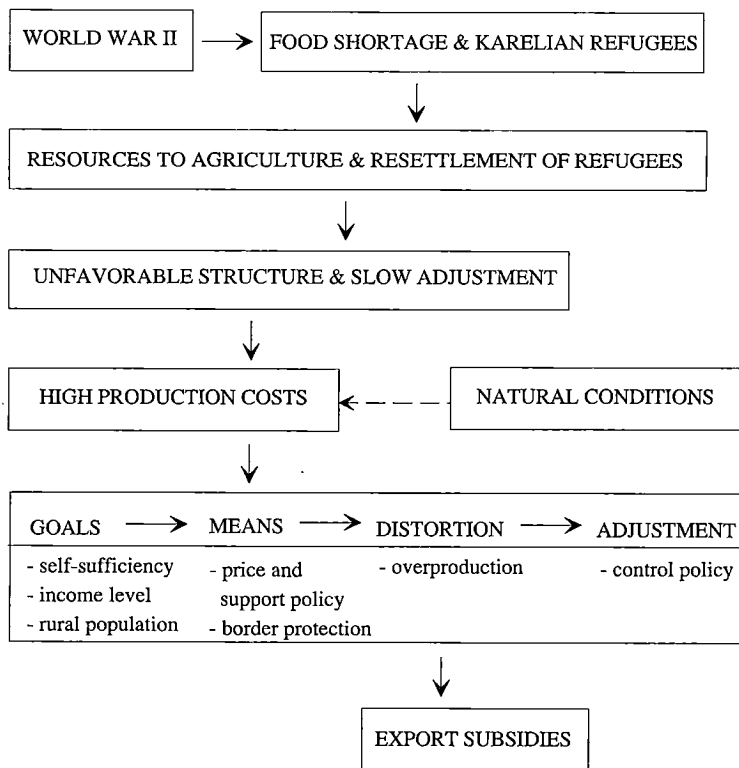 WORLD WAR II
FOOD SHORTAGE & KARELIAN REFUGEES
RESOURCES TO AGRICULTURE & RESETTLEMENT OF REFUGEES
UNFAVORABLE STRUCTURE & SLOW ADJUSTMENT
HIGH PRODUCTION COSTS
NATURAL CONDITIONS
GOALS MEANS DISTORTION ADJUSTMENT
- self-sufficiency
- income level
- rural population
- price and
support policy
- border protection
- overproduction
- control policy
EXPORT SUBSIDIES